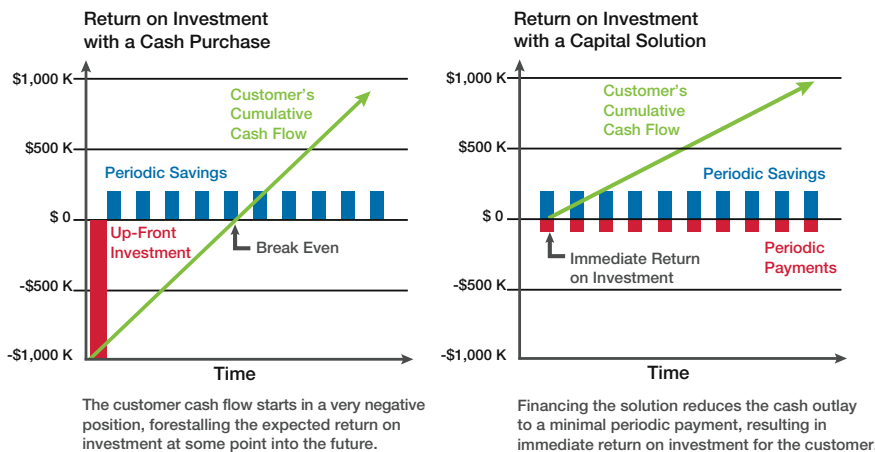 Return on Investment
with a Cash Purchase
$1,000 K
$500 K
$ 0
-$500 K
-$1,000 K
Customer's
Cumulative
Cash Flow
Periodic Savings
Up-Front
Investment
Break Even
Time
The customer cash flow starts in a very negative
position, forestalling the expected return on
investment at some point into the future.
Return on Investment
with a Capital Solution
$1,000 K
$500 K
$ 0
-$500 K
-$1,000 K
Customer's
Cumulative
Cash Flow
Periodic Savings
Immediate Return
on Investment
Periodic
Payments
Time
Financing the solution reduces the cash outlay
to a minimal periodic payment, resulting in
immediate return on investment for the customer.